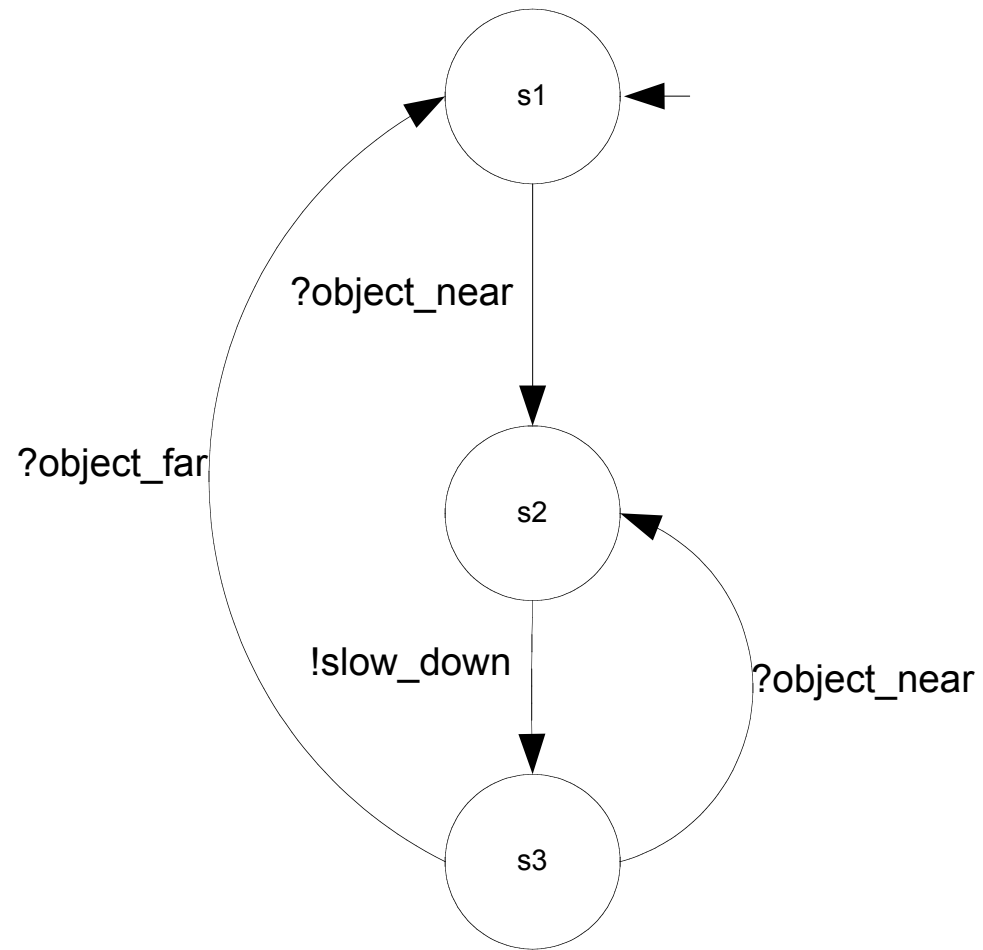 s1
?object_near
?object_far
s2
!slow_down
?object_near
s3